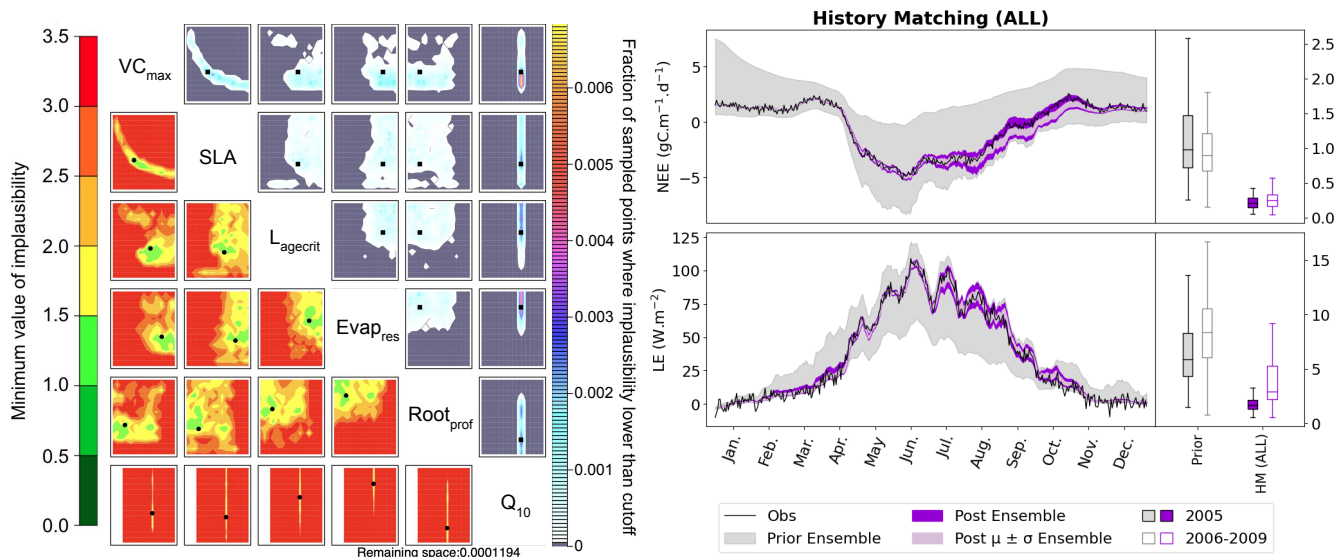 Minimum value of implausibility
3.5
3.0
2.5
2.0
1.5
1.0
0.5
0.0
VCmax
SLA
Lagecrit
Evapres
Rootprof
Q10
Remaining space:0.0001194
0.006
0.005
0.004
0.003
0.002
0.001
0
Fraction of sampled points where implausibility lower than cutoff
History Matching (ALL)
NEE (gC.m⁻¹.d⁻¹)
5
0
−5
2.5
2.0
1.5
1.0
0.5
0.0
LE (W.m⁻²)
125
100
75
50
25
0
15
10
5
0
Jan.
Feb.
Mar.
Apr.
May
Jun.
Jul.
Aug.
Sep.
Oct.
Nov.
Dec.
Prior
HM (ALL)
Obs
Prior Ensemble
Post Ensemble
Post μ ± σ Ensemble
2005
2006-2009